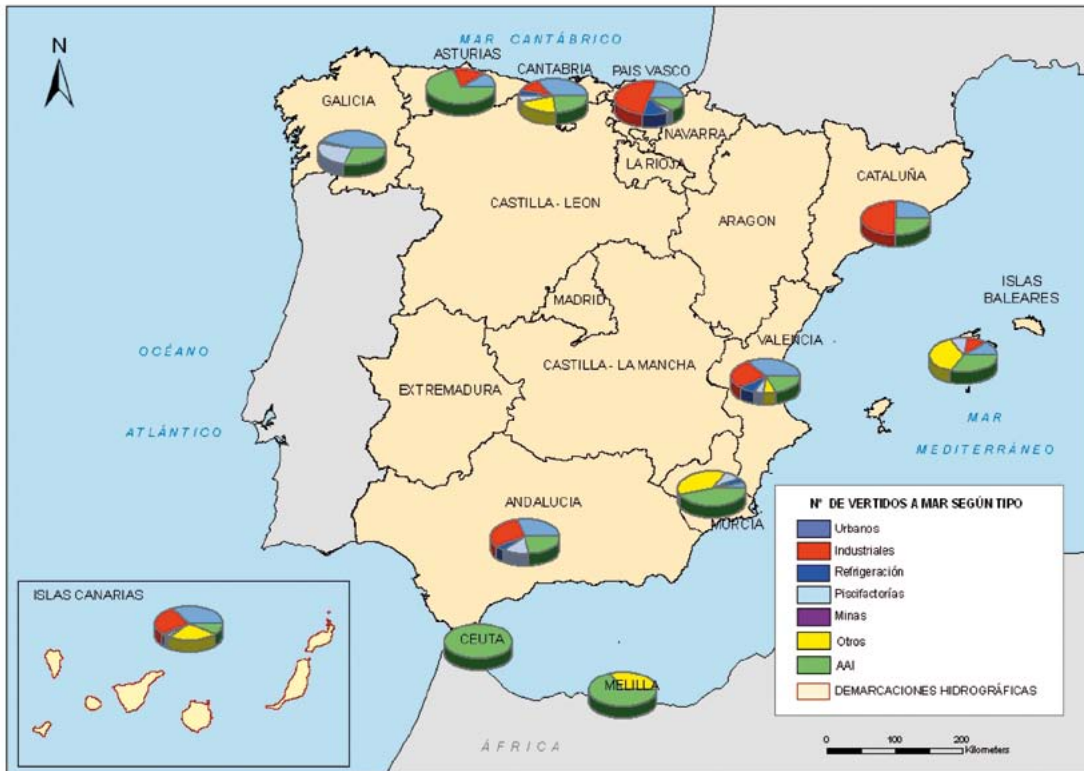 N
MAR CANTÁBRICO
ASTURIAS
CANTABRIA
PAIS VASCO
GALICIA
NAVARRA
LA RIOJA
CATALUÑA
CASTILLA - LEON
ARAGON
ISLAS
BALEARES
MADRID
VALENCIA
OCÉANO
ATLÁNTICO
CASTILLA - LA MANCHA
EXTREMADURA
MAR
MEDITERRÁNEO
ANDALUCIA
MURCIA
Nº DE VERTIDOS A MAR SEGÚN TIPO
Urbanos
Industriales
Refrigeración
Piscifactorías
Minas
Otros
AAI
DEMARCACIONES HIDROGRÁFICAS
ISLAS CANARIAS
CEUTA
MELILLA
ÁFRICA
0 100 200
Kilometers